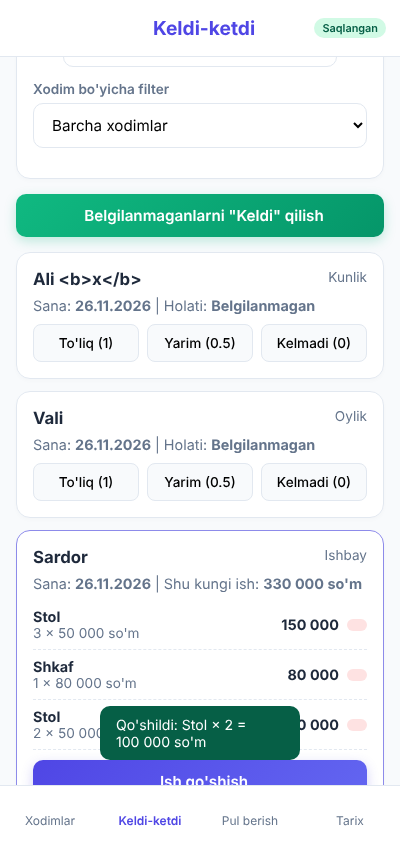 Keldi-ketdi
Saqlangan
Xodim bo'yicha filter
Barcha xodimlar
Belgilanmaganlarni "Keldi" qilish
Ali <b>x</b>
Kunlik
Sana: 26.11.2026 | Holati: Belgilanmagan
To'liq (1)
Yarim (0.5)
Kelmadi (0)
Vali
Oylik
Sana: 26.11.2026 | Holati: Belgilanmagan
To'liq (1)
Yarim (0.5)
Kelmadi (0)
Sardor
Ishbay
Sana: 26.11.2026 | Shu kungi ish: 330 000 so'm
Stol
150 000
3 × 50 000 so'm
Shkaf
80 000
1 × 80 000 so'm
Stol
2 × 50 000
Qo'shildi: Stol × 2 =
100 000 so'm
Ish qo'shish
Xodimlar
Keldi-ketdi
Pul berish
Tarix